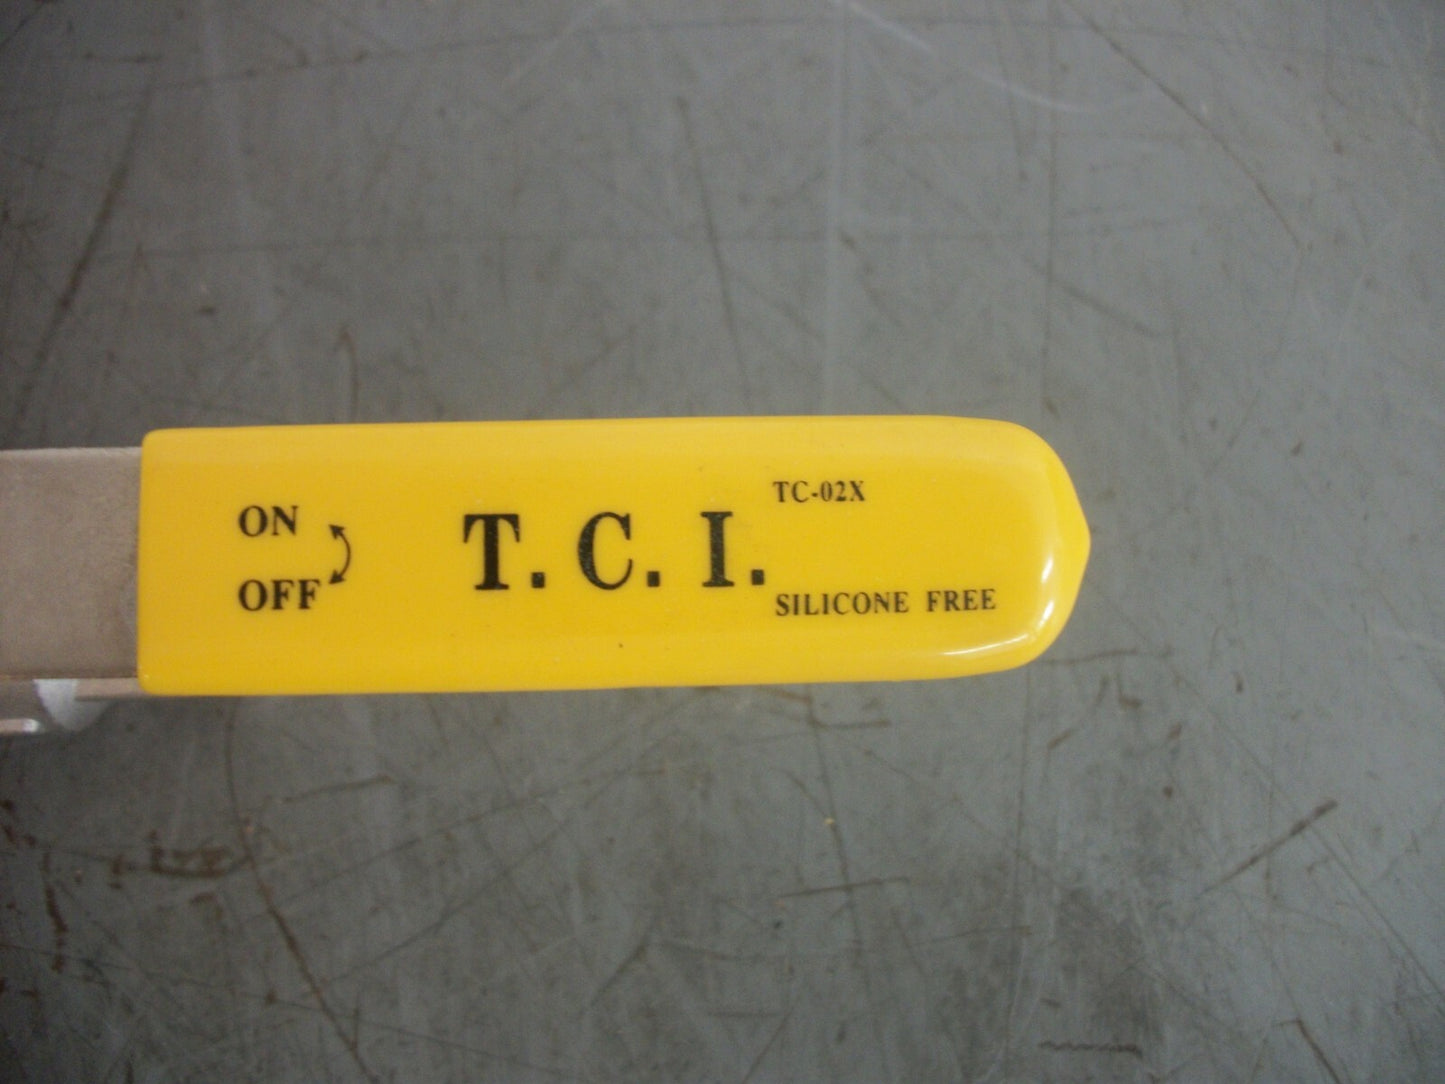 ON
OFF
T. C. I.
TC-02X
SILICONE FREE